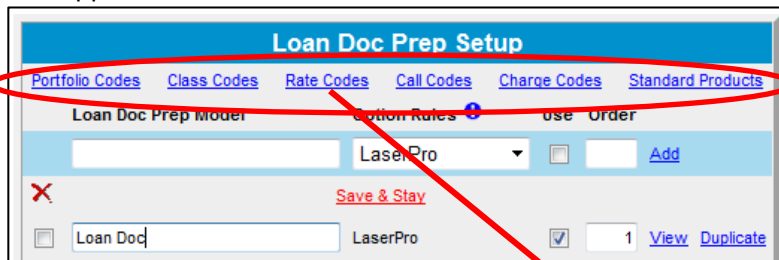 Loan Doc Prep Setup
Portfolio Codes Class Codes Rate Codes Call Codes Charge Codes Standard Products
Loan Doc Prep Model Option Rules Use Order
LaserPro Add
Save & Stay
Loan Doc LaserPro 1 View Duplicate